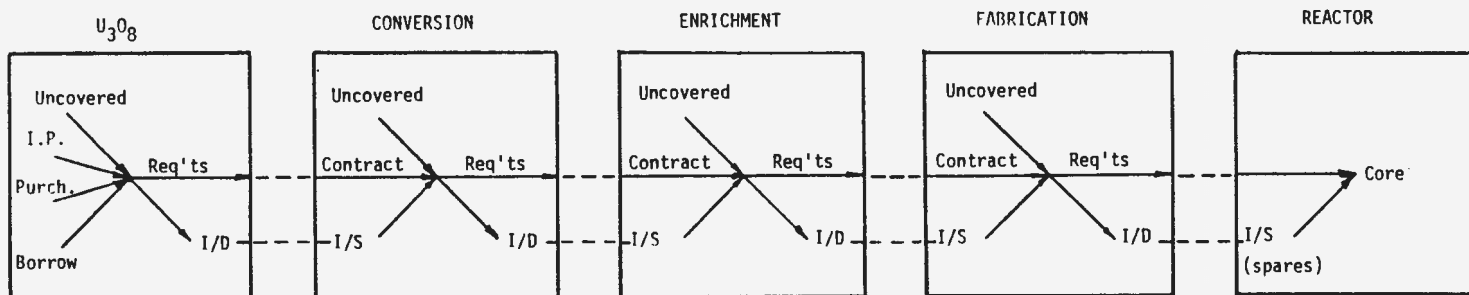 U3O8
CONVERSION
ENRICHMENT
FABRICATION
REACTOR
Uncovered
I.P.
Purch.
Borrow
Req'ts
I/D
Uncovered
Contract
Req'ts
I/S
I/D
Uncovered
Contract
Req'ts
I/S
I/D
Uncovered
Contract
Req'ts
I/S
I/D
Core
I/S
(spares)